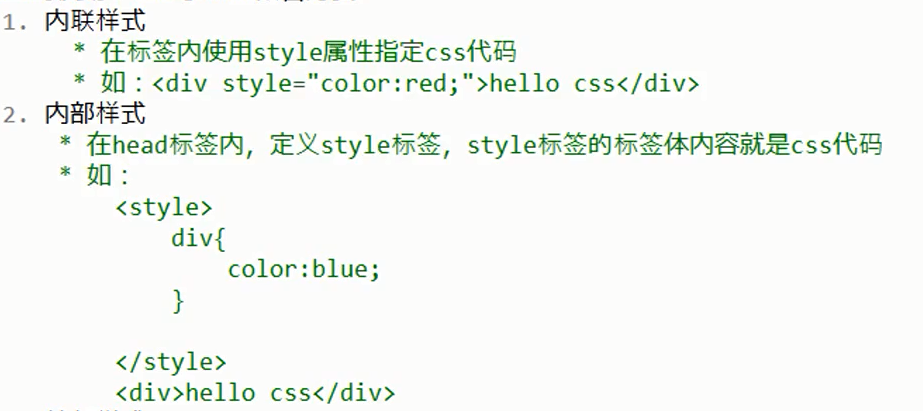 1. 内联样式
* 在标签内使用style属性指定css代码
* 如：<div style="color:red;">hello css</div>
2. 内部样式
* 在head标签内，定义style标签，style标签的标签体内容就是css代码
* 如：
<style>
div{
color:blue;
}
</style>
<div>hello css</div>